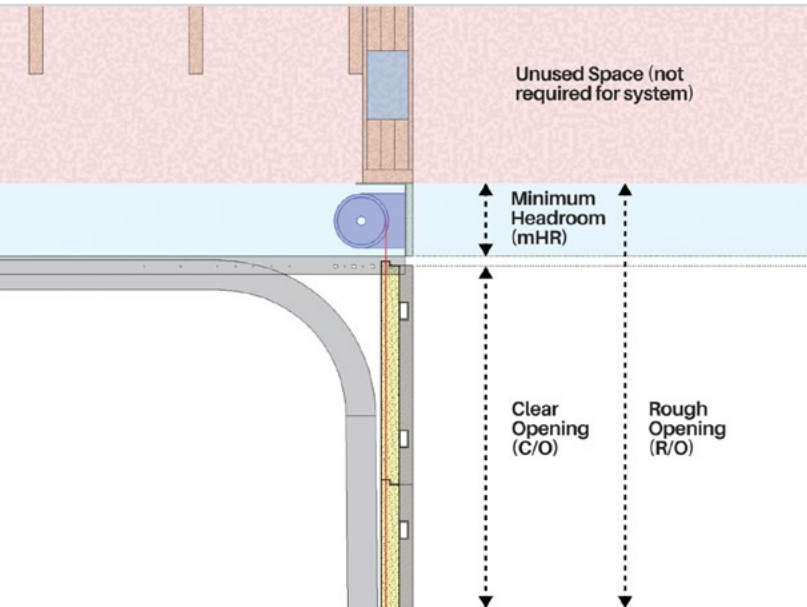 Unused Space (not
required for system)
Minimum
Headroom
(mHR)
Clear
Opening
(C/O)
Rough
Opening
(R/O)